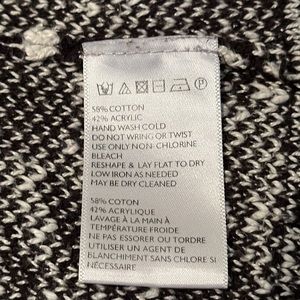 58% COTTON
42% ACRYLIC
HAND WASH COLD
DO NOT WRING OR TWIST
USE ONLY NON-CHLORINE
BLEACH
RESHAPE & LAY FLAT TO DRY
LOW IRON AS NEEDED
MAY BE DRY CLEANED
58% COTON
42% ACRYLIQUE
LAVAGE À LA MAIN À
TEMPÉRATURE FROIDE
NE PAS ESSORER OU TORDRE
UTILISER UN AGENT DE
BLANCHIMENT SANS CHLORE SI
NÉCESSAIRE